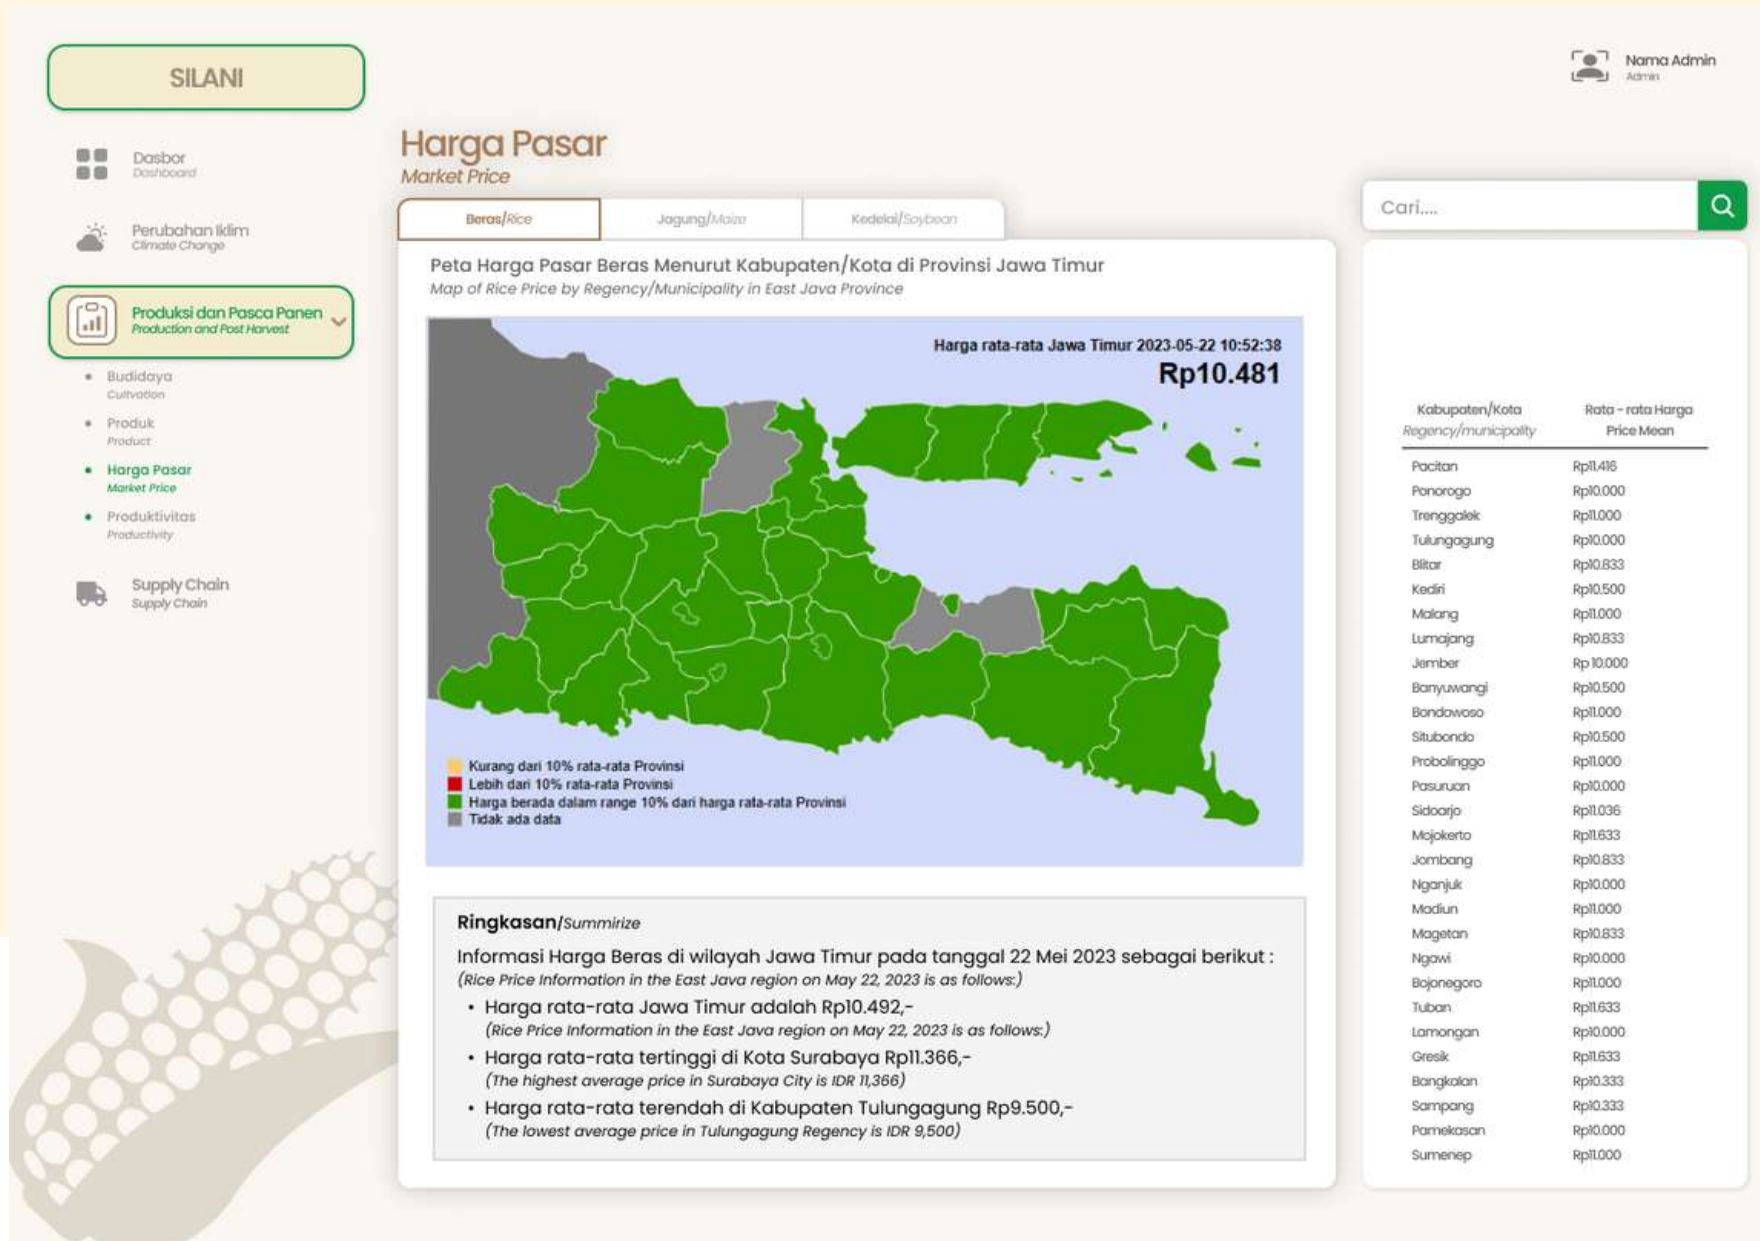 SILANI
Nama Admin
Admin
Dasbor
Dashboard
Perubahan Iklim
Climate Change
Produksi dan Pasca Panen
Production and Post Harvest
Budidaya
Cultvation
Produk
Product
Harga Pasar
Market Price
Produktivitas
Productivity
Supply Chain
Supply Chain
Harga Pasar
Market Price
Beras/Rice
Jagung/Maize
Kedelai/Soybean
Peta Harga Pasar Beras Menurut Kabupaten/Kota di Provinsi Jawa Timur
Map of Rice Price by Regency/Municipality in East Java Province
Harga rata-rata Jawa Timur 2023-05-22 10:52:38
Rp10.481
Kurang dari 10% rata-rata Provinsi
Lebih dari 10% rata-rata Provinsi
Harga berada dalam range 10% dari harga rata-rata Provinsi
Tidak ada data
Ringkasan/Summirize
Informasi Harga Beras di wilayah Jawa Timur pada tanggal 22 Mei 2023 sebagai berikut :
(Rice Price Information in the East Java region on May 22, 2023 is as follows:)
• Harga rata-rata Jawa Timur adalah Rp10.492,-
(Rice Price Information in the East Java region on May 22, 2023 is as follows:)
• Harga rata-rata tertinggi di Kota Surabaya Rp11.366,-
(The highest average price in Surabaya City is IDR 11,366)
• Harga rata-rata terendah di Kabupaten Tulungagung Rp9.500,-
(The lowest average price in Tulungagung Regency is IDR 9,500)
Cari....
Kabupaten/Kota Rata - rata Harga
Regency/municipality Price Mean
Pacitan Rp11.416
Ponorogo Rp10.000
Trenggalek Rp11.000
Tulungagung Rp10.000
Blitar Rp10.833
Kediri Rp10.500
Malang Rp11.000
Lumajang Rp10.833
Jember Rp 10.000
Banyuwangi Rp10.500
Bondowoso Rp11.000
Situbondo Rp10.500
Probolinggo Rp11.000
Pasuruan Rp10.000
Sidoarjo Rp11.036
Mojokerto Rp11.633
Jombang Rp10.833
Nganjuk Rp10.000
Madiun Rp11.000
Magetan Rp10.833
Ngawi Rp10.000
Bojonegoro Rp11.000
Tuban Rp11.633
Lamongan Rp10.000
Gresik Rp11.633
Bangkalan Rp10.333
Sampang Rp10.333
Pamekasan Rp10.000
Sumenep Rp11.000